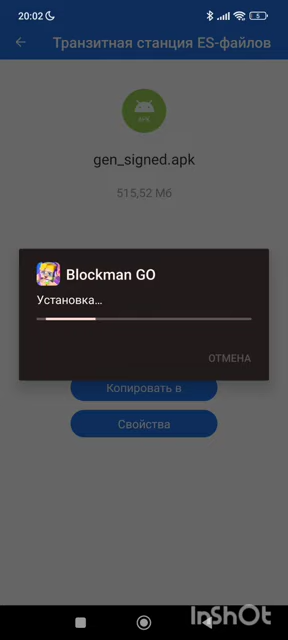 20:02
5
Транзитная станция ES-файлов
APK
gen_signed.apk
515,52 Мб
Blockman GO
Установка...
ОТМЕНА
Копировать в
Свойства
InShOt